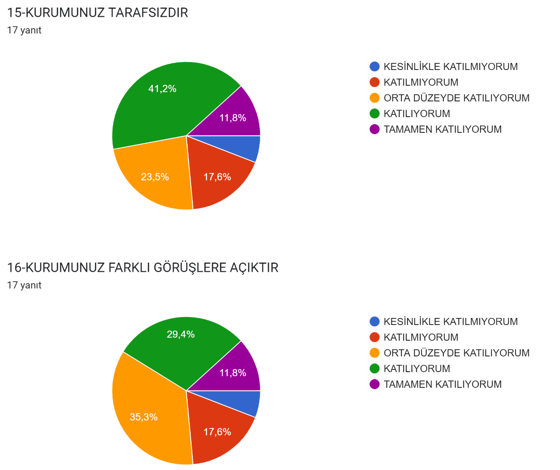 15-KURUMUNUZ TARAFSIZDIR
17 yanıt
41,2%
11,8%
23,5%
17,6%
KESİNLİKLE KATILMIYORUM
KATILMIYORUM
ORTA DÜZEYDE KATILIYORUM
KATILIYORUM
TAMAMEN KATILIYORUM
16-KURUMUNUZ FARKLI GÖRÜŞLERE AÇIKTIR
17 yanıt
29,4%
11,8%
35,3%
17,6%
KESİNLİKLE KATILMIYORUM
KATILMIYORUM
ORTA DÜZEYDE KATILIYORUM
KATILIYORUM
TAMAMEN KATILIYORUM